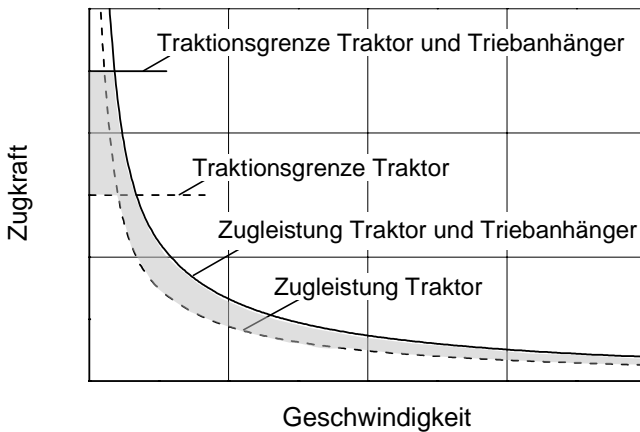 Traktionsgrenze Traktor und Triebanhänger
Traktionsgrenze Traktor
Zugleistung Traktor und Triebanhänger
Zugleistung Traktor
Zugkraft
Geschwindigkeit